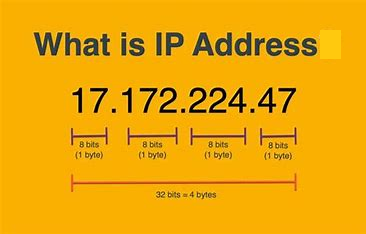 What is IP Address
17.172.224.47
8 bits 8 bits 8 bits 8 bits
(1 byte) (1 byte) (1 byte) (1 byte)
32 bits = 4 bytes